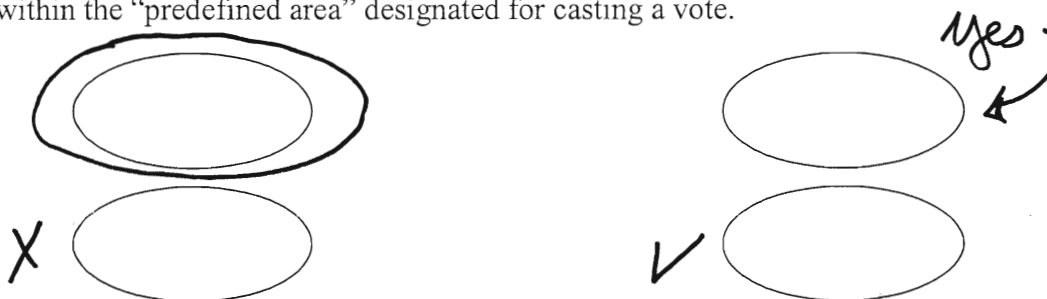 within the “predefined area” designated for casting a vote.
yes
X